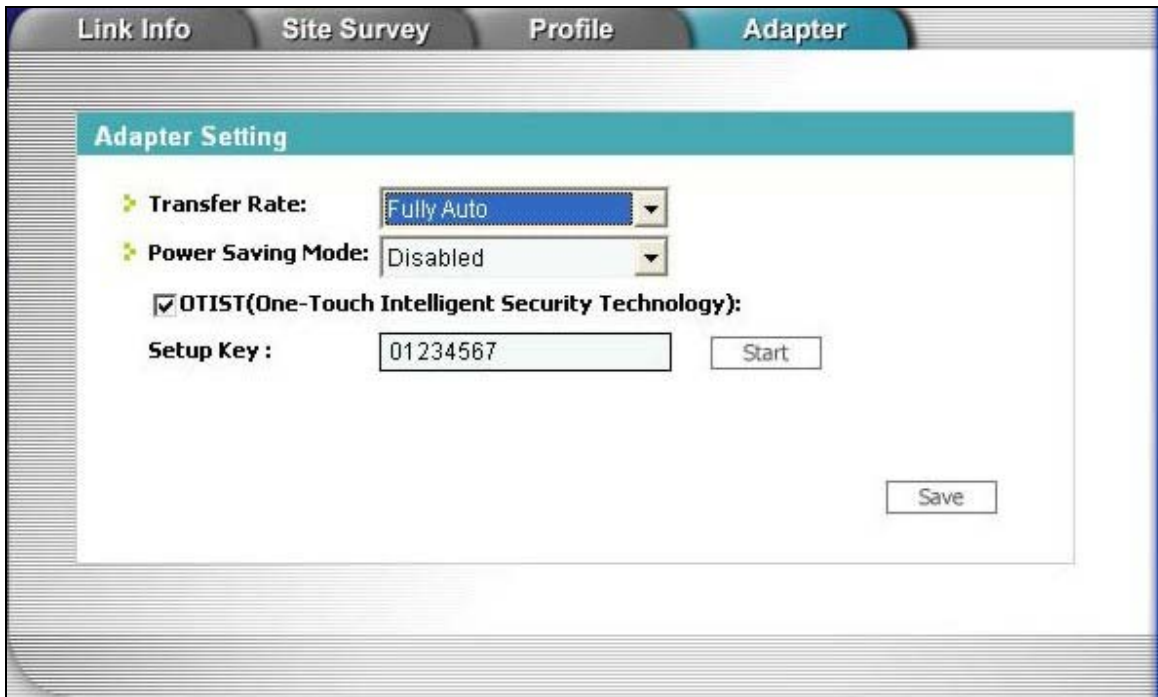 Link Info Site Survey Profile Adapter
Adapter Setting
Transfer Rate: Fully Auto
Power Saving Mode: Disabled
OTIST(One-Touch Intelligent Security Technology):
Setup Key : 01234567 Start
Save